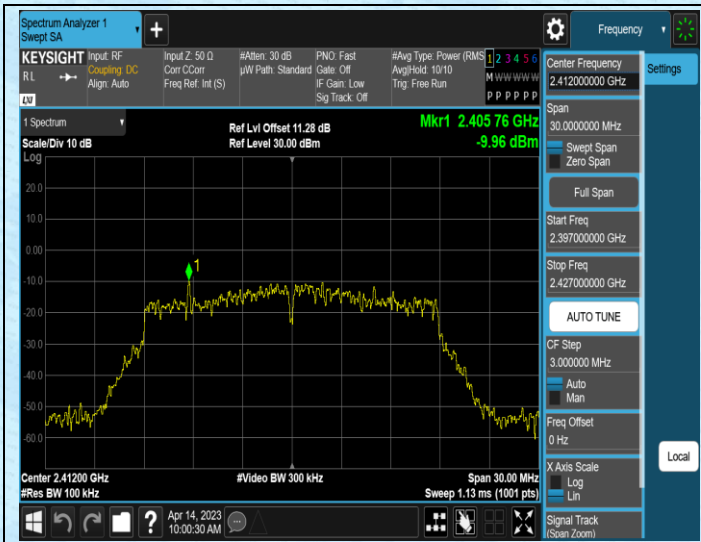 Spectrum Analyzer 1
Swept SA
Frequency
KEYSIGHT
RL
LXI
Input: RF
Coupling: DC
Align: Auto
Input Z: 50 Ω
Corr CCorr
Freq Ref: Int (S)
#Atten: 30 dB
µW Path: Standard
PNO: Fast
Gate: Off
IF Gain: Low
Sig Track: Off
#Avg Type: Power (RMS
Avg|Hold: 10/10
Trig: Free Run
1 2 3 4 5 6
M W W W W W
P P P P P P
1 Spectrum
Scale/Div 10 dB
Log
Ref Lvl Offset 11.28 dB
Ref Level 30.00 dBm
Mkr1 2.405 76 GHz
-9.96 dBm
1
20.0
10.0
0.00
-10.0
-20.0
-30.0
-40.0
-50.0
-60.0
Center 2.41200 GHz
#Res BW 100 kHz
#Video BW 300 kHz
Span 30.00 MHz
Sweep 1.13 ms (1001 pts)
Apr 14, 2023
10:00:30 AM
Center Frequency
2.412000000 GHz
Settings
Span
30.0000000 MHz
Swept Span
Zero Span
Full Span
Start Freq
2.397000000 GHz
Stop Freq
2.427000000 GHz
AUTO TUNE
CF Step
3.000000 MHz
Auto
Man
Freq Offset
0 Hz
X Axis Scale
Log
Lin
Local
Signal Track
(Span Zoom)